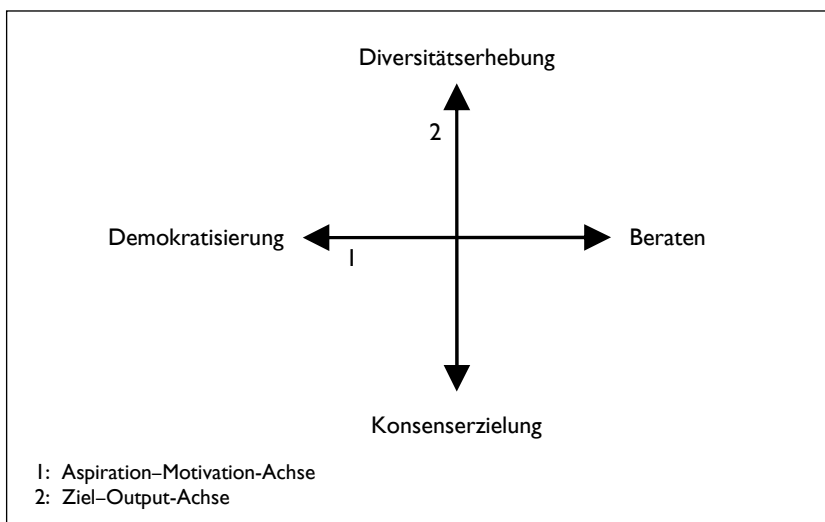 Diversitätserhebung
2
Demokratisierung
Beraten
1
Konsenserzielung
1: Aspiration–Motivation-Achse
2: Ziel–Output-Achse